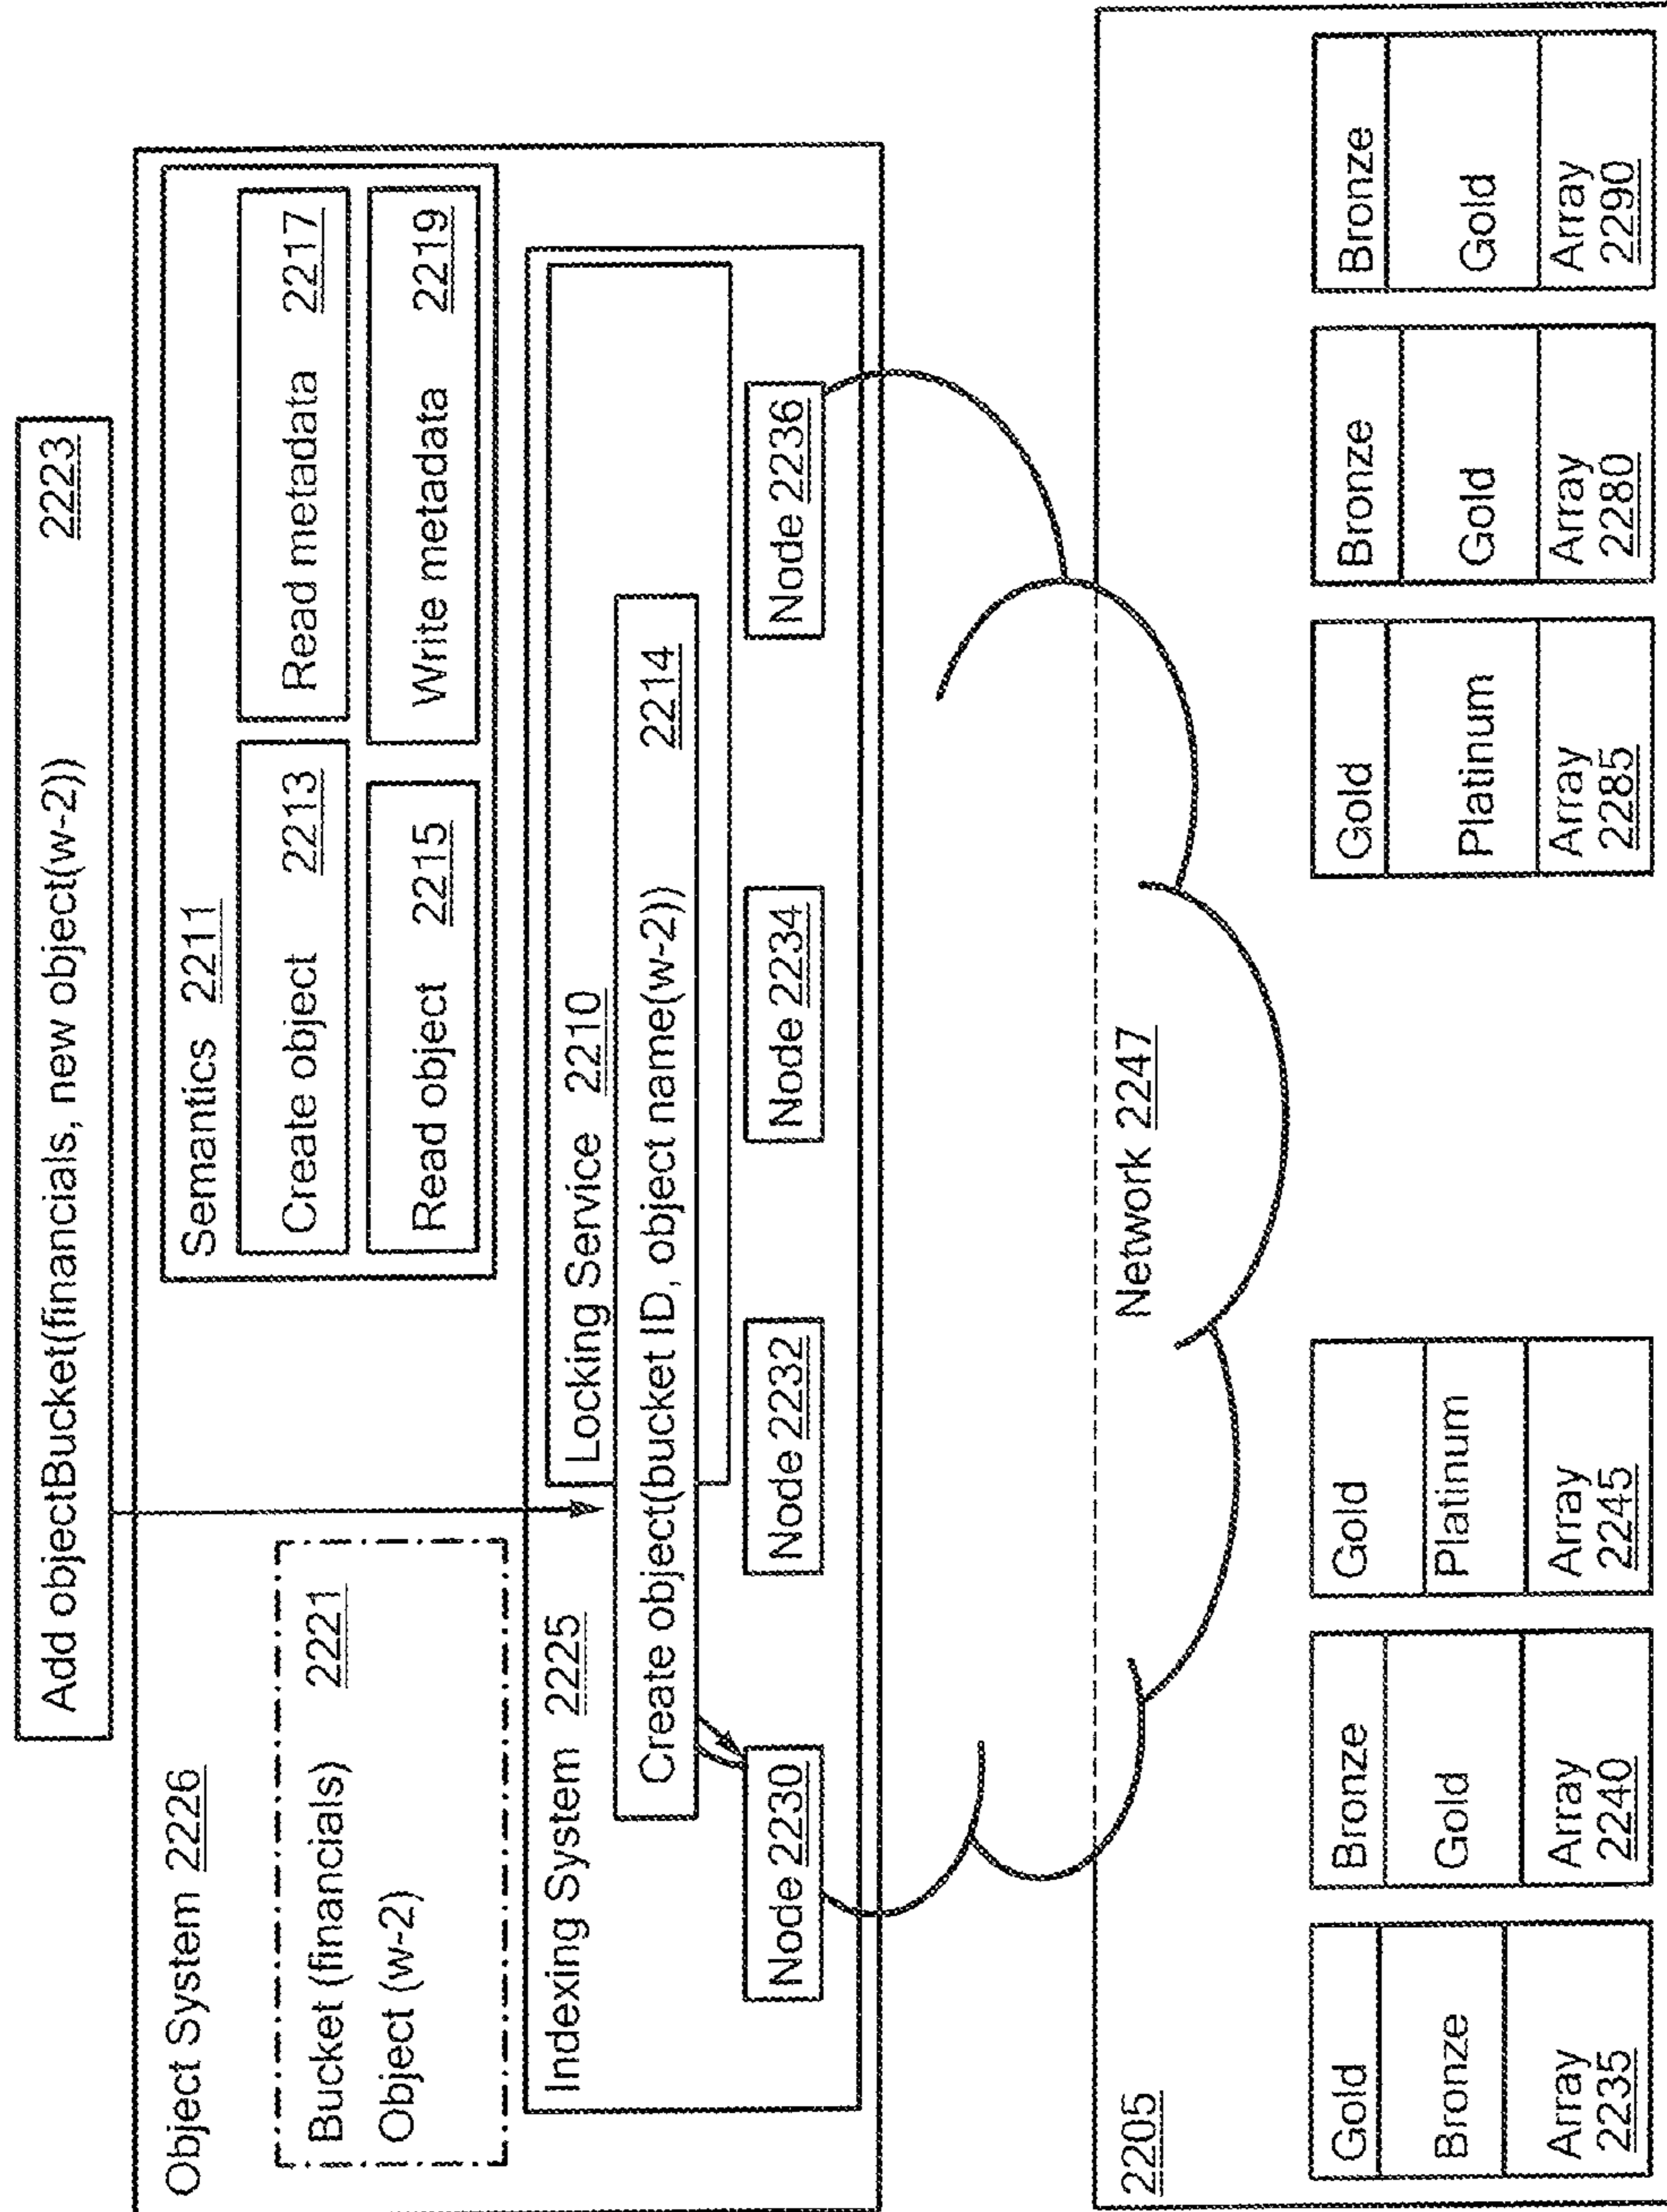 Add objectBucket(financials, new object(w-2)) 2223
Object System 2226
Bucket (financials) 2221
Object (w-2)
Semantics 2211
Create object 2213
Read metadata 2217
Read object 2215
Write metadata 2219
Indexing System 2225
Locking Service 2210
Create object(bucket ID, object name(w-2)) 2214
Node 2230
Node 2232
Node 2234
Node 2236
Network 2247
2205
Gold
Bronze
Array
2235
Bronze
Gold
Array
2240
Gold
Platinum
Array
2245
Gold
Platinum
Array
2285
Bronze
Gold
Array
2280
Bronze
Gold
Array
2290